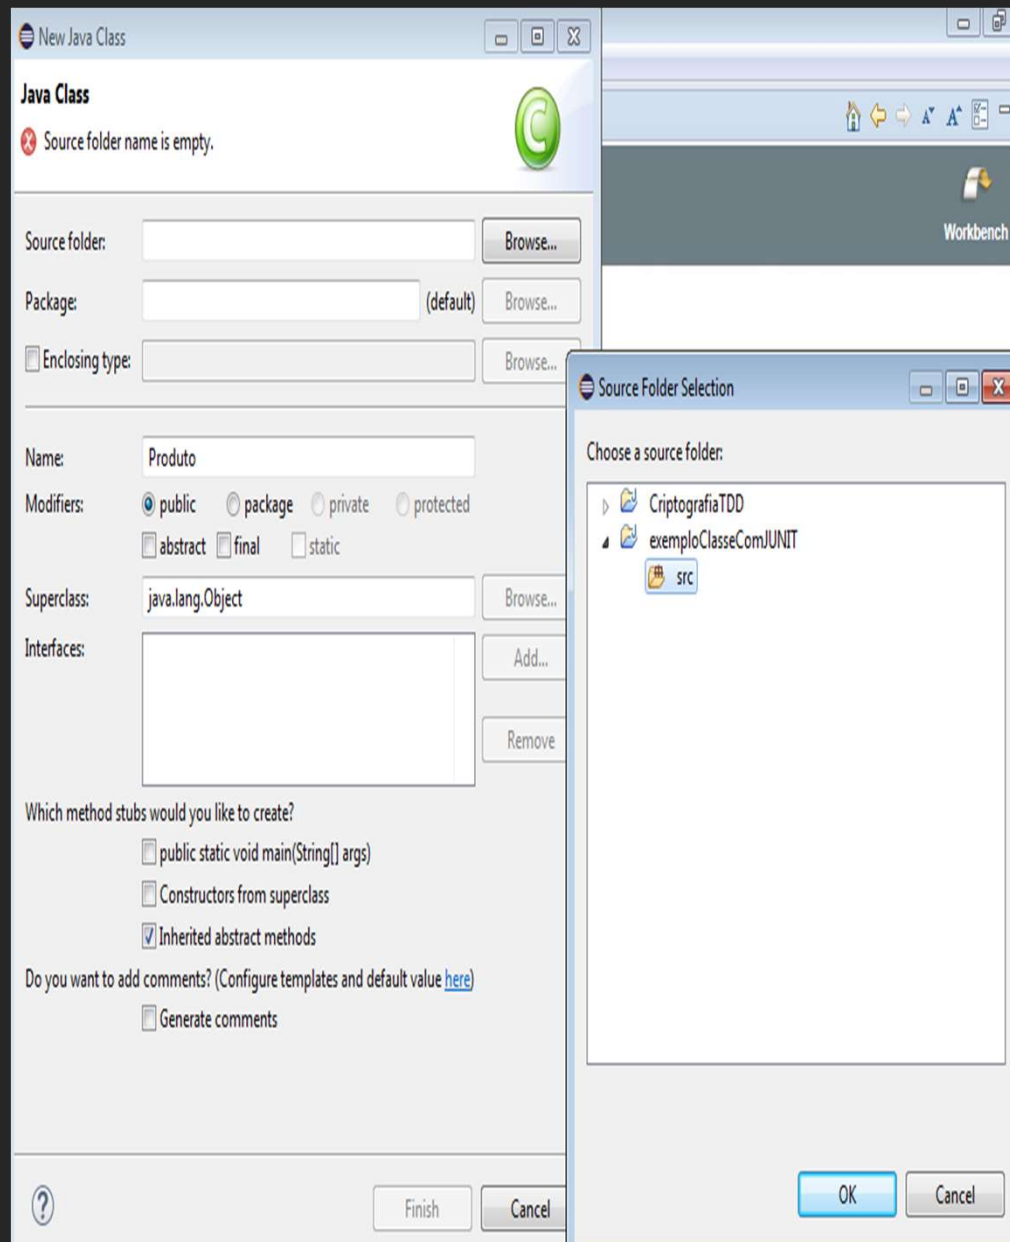 New Java Class
Java Class
Source folder name is empty.
Source folder: Browse...
Package: (default) Browse...
Enclosing type: Browse...
Name: Produto
Modifiers: public package private protected
abstract final static
Superclass: java.lang.Object Browse...
Interfaces: Add...
Remove
Which method stubs would you like to create?
public static void main(String[] args)
Constructors from superclass
Inherited abstract methods
Do you want to add comments? (Configure templates and default value here)
Generate comments
Finish Cancel
Workbench
Source Folder Selection
Choose a source folder:
CriptografiaTDD
exemploClasseComJUNIT
src
OK Cancel